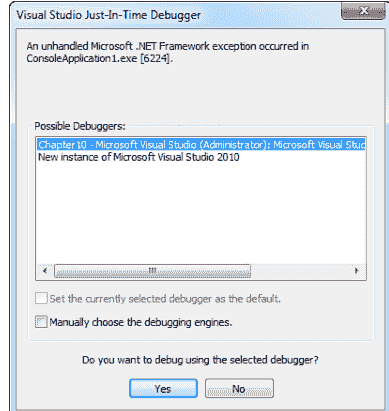 Visual Studio Just-In-Time Debugger
An unhandled Microsoft .NET Framework exception occurred in
ConsoleApplication1.exe [6224].
Possible Debuggers:
Chapter10 - Microsoft Visual Studio (Administrator): Microsoft Visual Stud
New instance of Microsoft Visual Studio 2010
Set the currently selected debugger as the default.
Manually choose the debugging engines.
Do you want to debug using the selected debugger?
Yes No